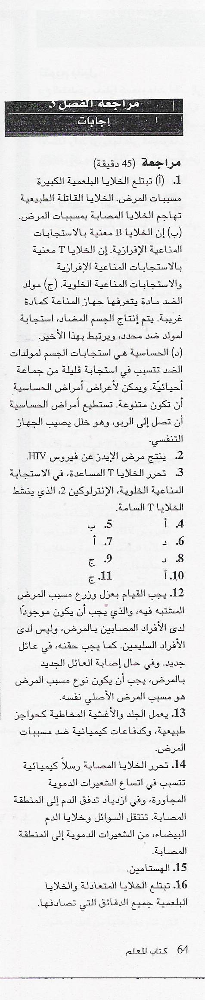 مراجعة الفصل 3
إجابات
مراجعة (45 دقيقة)
1. (أ) تبتلع الخلايا البلعمية الكبيرة
مسببات المرض. الخلايا القاتلة الطبيعية
تهاجم الخلايا المصابة بمسببات المرض.
(ب) إن الخلايا B معنية بالاستجابات
المناعية الإفرازية. إن الخلايا T معنية
بالاستجابات المناعية الإفرازية
والاستجابات المناعية الخلوية. (ج) مولد
الضد مادة يتعرفها جهاز المناعة كمادة
غريبة. يتم إنتاج الجسم المضاد، استجابة
لمولد ضد محدد، ويرتبط بهذا الأخير.
(د) الحساسية هي استجابات الجسم لمولدات
الضد تتسبب في استجابة قليلة من جماعة
أحيائيّة. ويمكن لأعراض أمراض الحساسية
أن تكون متنوعة. تستطيع أمراض الحساسية
أن تصل إلى الربو، وهو خلل يصيب الجهاز
التنفسي.
2. ينتج مرض الإيدز عن فيروس HIV.
3. تحرر الخلايا T المساعدة، في الاستجابة
المناعية الخلوية، الإنترلوكين 2، الذي ينشط
الخلايا T السامة.
4. أ 5. ب
6. د 7. أ
8. د 9. ج
10. أ 11. ج
12. يجب القيام بعزل وزرع مسبب المرض
المشتبه فيه، والذي يجب أن يكون موجودًا
لدى الأفراد المصابين بالمرض، وليس لدى
الأفراد السليمين. كما يجب حقنه، في عائل
جديد. وفي حال إصابة العائل الجديد
بالمرض، يجب أن يكون نوع مسبب المرض
هو مسبب المرض الأصلي نفسه.
13. يعمل الجلد والأغشية المخاطية كحواجز
طبيعية، وكدفاعات كيميائية ضد مسببات
المرض.
14. تحرر الخلايا المصابة رسلاً كيميائية
تتسبب في اتساع الشعيرات الدموية
المجاورة، وفي ازدياد تدفق الدم إلى المنطقة
المصابة. تنتقل السوائل وخلايا الدم
البيضاء، من الشعيرات الدموية إلى المنطقة
المصابة.
15. الهستامين.
16. تبتلع الخلايا المتعادلة والخلايا
البلعمية جميع الدقائق التي تصادفها.
64 كتاب المعلم